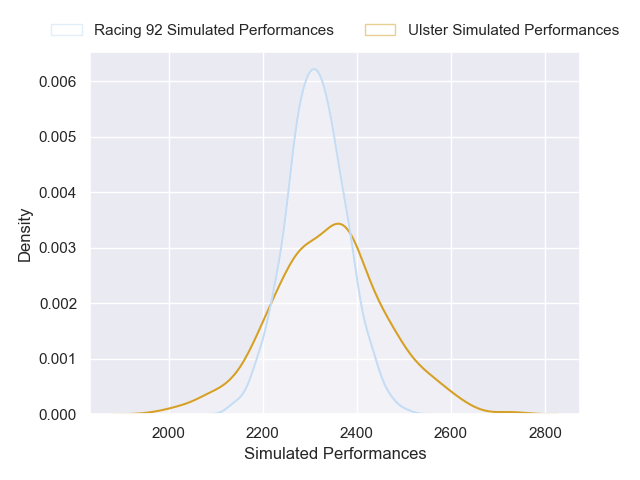 Racing 92 Simulated Performances Ulster Simulated Performances
0.006
0.005
0.004
0.003
0.002
0.001
0.000
Density
2000 2200 2400 2600 2800
Simulated Performances